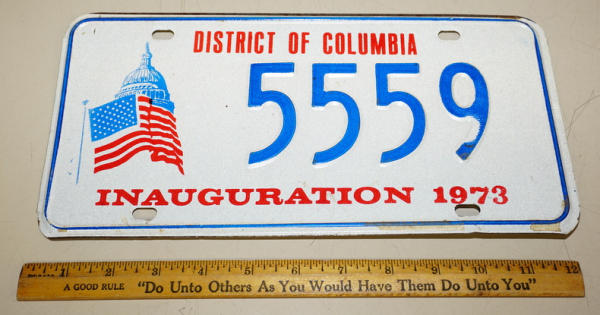 DISTRICT OF COLUMBIA
5559
INAUGURATION 1973
1 2 3 4 5 6 7 8 9 10 11 12
A GOOD RULE "Do Unto Others As You Would Have Them Do Unto You"